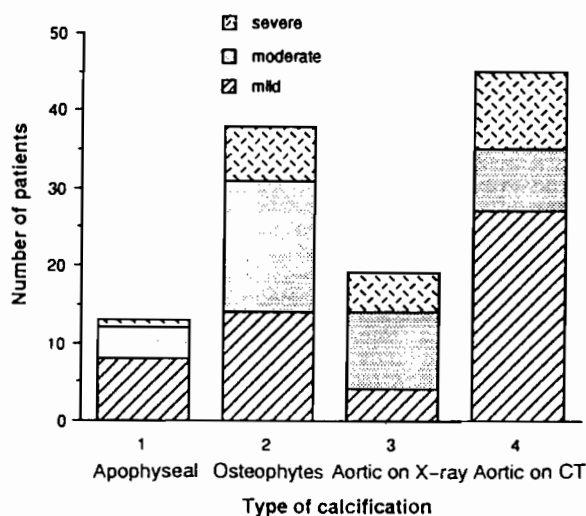 severe
moderate
mild
Number of patients
50
40
30
20
10
0
1 2 3 4
Apophyseal Osteophytes Aortic on X-ray Aortic on CT
Type of calcification